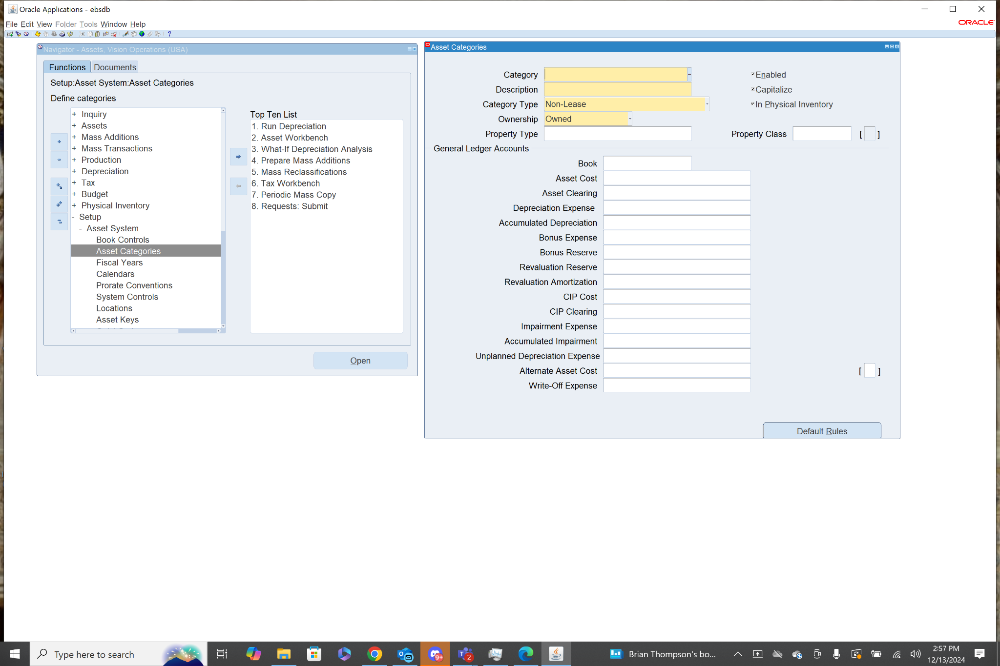 Oracle Applications - ebsdb
File Edit View Folder Tools Window Help
ORACLE
Navigator - Assets, Vision Operations (USA)
Functions Documents
Setup:Asset System:Asset Categories
Define categories
+ Inquiry
+ Assets
+ Mass Additions
+ Mass Transactions
+ Production
+ Depreciation
+ Tax
+ Budget
+ Physical Inventory
- Setup
- Asset System
Book Controls
Asset Categories
Fiscal Years
Calendars
Prorate Conventions
System Controls
Locations
Asset Keys
Top Ten List
1. Run Depreciation
2. Asset Workbench
3. What-If Depreciation Analysis
4. Prepare Mass Additions
5. Mass Reclassifications
6. Tax Workbench
7. Periodic Mass Copy
8. Requests: Submit
Open
Asset Categories
Category
Enabled
Description
Capitalize
Category Type Non-Lease
In Physical Inventory
Ownership Owned
Property Type
Property Class [ ]
General Ledger Accounts
Book
Asset Cost
Asset Clearing
Depreciation Expense
Accumulated Depreciation
Bonus Expense
Bonus Reserve
Revaluation Reserve
Revaluation Amortization
CIP Cost
CIP Clearing
Impairment Expense
Accumulated Impairment
Unplanned Depreciation Expense
Alternate Asset Cost [ ]
Write-Off Expense
Default Rules
Type here to search
9+
2
Brian Thompson's bo...
2:57 PM
12/13/2024